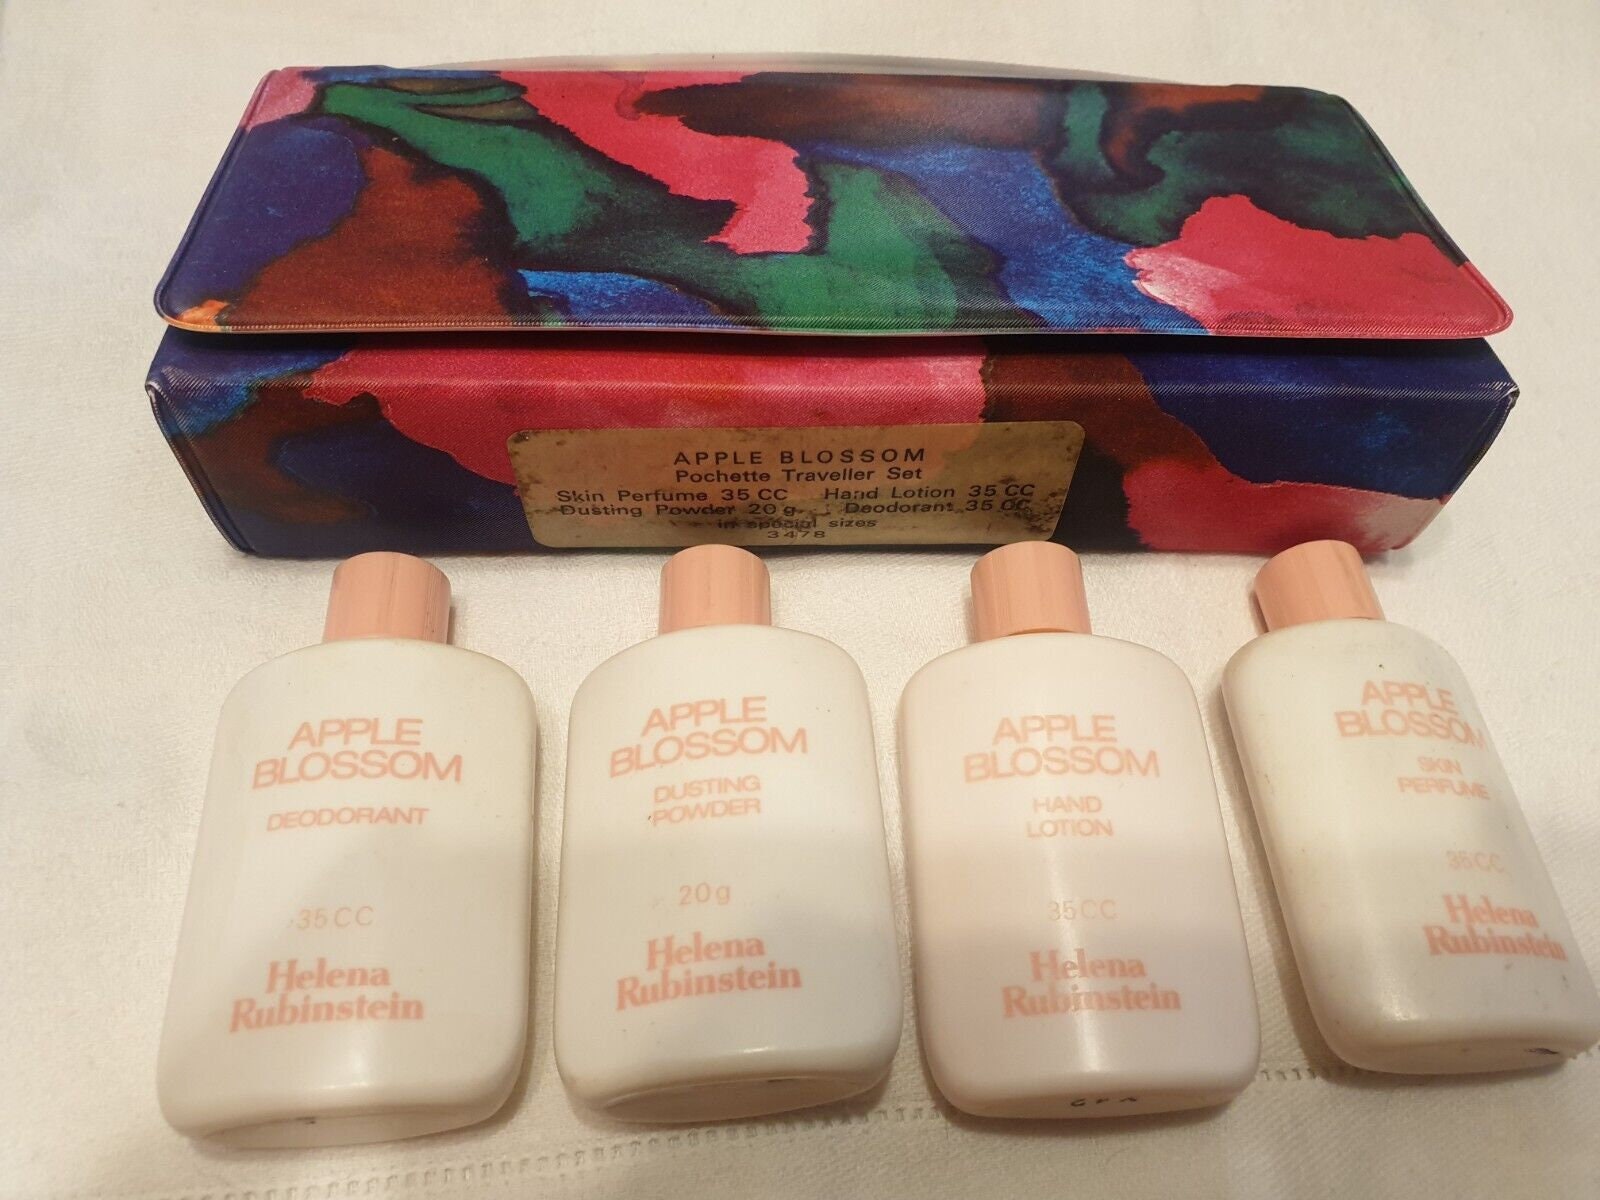 APPLE BLOSSOM
Pochette Traveller Set
Skin Perfume 35 CC Hand Lotion 35 CC
Dusting Powder 20 g Deodorant 35 CC
in special sizes
3478
APPLE
BLOSSOM
DEODORANT
35 CC
Helena
Rubinstein
APPLE
BLOSSOM
DUSTING
POWDER
20 g
Helena
Rubinstein
APPLE
BLOSSOM
HAND
LOTION
35 CC
Helena
Rubinstein
APPLE
BLOSSOM
SKIN
PERFUME
35 CC
Helena
Rubinstein